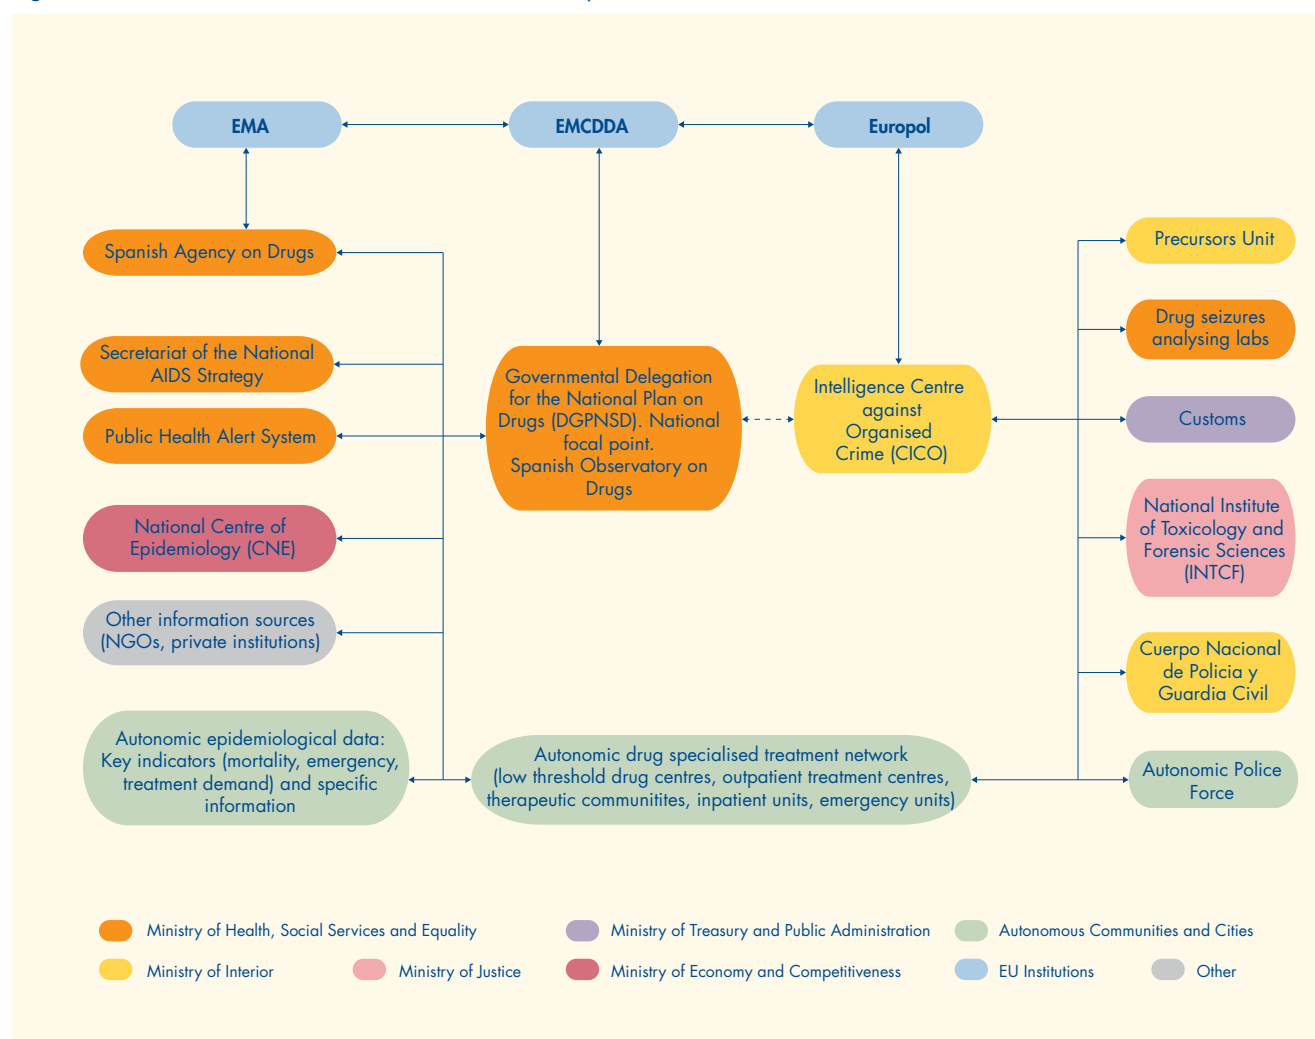 EMA
EMCDDA
Europol
Spanish Agency on Drugs
Secretariat of the National
AIDS Strategy
Public Health Alert System
National Centre of
Epidemiology (CNE)
Other information sources
(NGOs, private institutions)
Autonomic epidemiological data:
Key indicators (mortality, emergency,
treatment demand) and specific
information
Governmental Delegation
for the National Plan on
Drugs (DGPNSD). National
focal point.
Spanish Observatory on
Drugs
Intelligence Centre
against
Organised
Crime (CICO)
Autonomic drug specialised treatment network
(low threshold drug centres, outpatient treatment centres,
therapeutic communitites, inpatient units, emergency units)
Precursors Unit
Drug seizures
analysing labs
Customs
National Institute
of Toxicology and
Forensic Sciences
(INTCF)
Cuerpo Nacional
de Policia y
Guardia Civil
Autonomic Police
Force
Ministry of Health, Social Services and Equality
Ministry of Treasury and Public Administration
Autonomous Communities and Cities
Ministry of Interior
Ministry of Justice
Ministry of Economy and Competitiveness
EU Institutions
Other